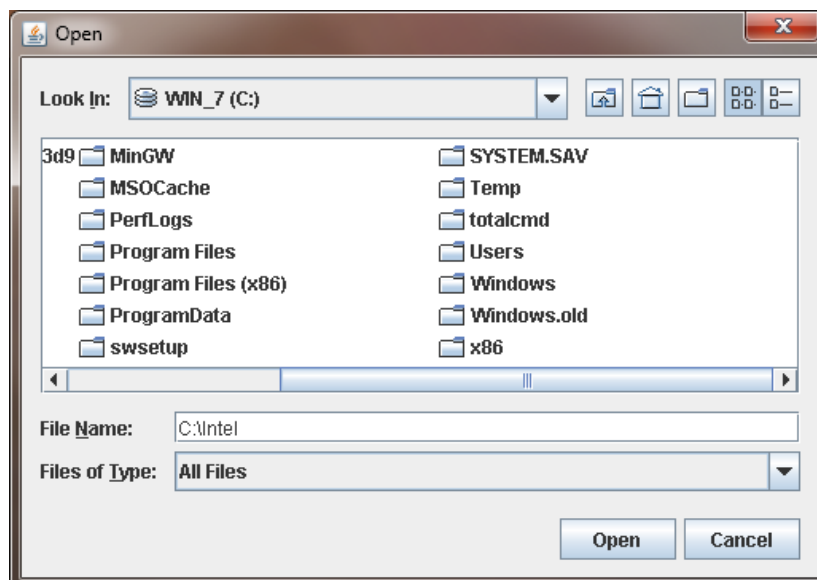 Open
Look In: WIN_7 (C:)
3d9 MinGW
MSOCache
PerfLogs
Program Files
Program Files (x86)
ProgramData
swsetup
SYSTEM.SAV
Temp
totalcmd
Users
Windows
Windows.old
x86
File Name: C:\Intel
Files of Type: All Files
Open Cancel